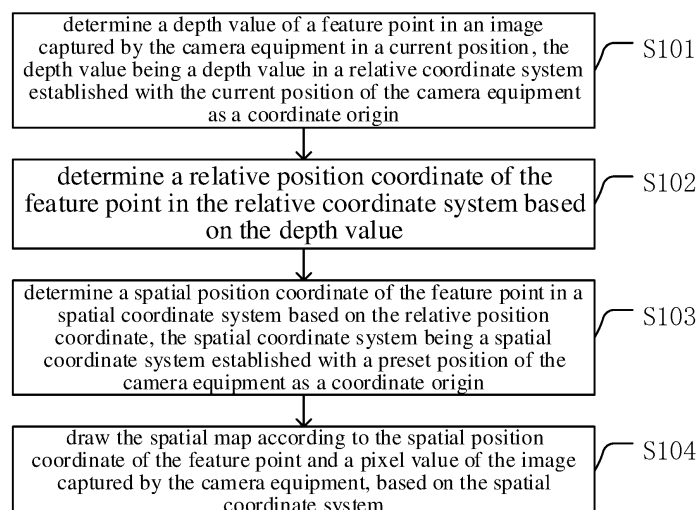 determine a depth value of a feature point in an image
captured by the camera equipment in a current position, the
depth value being a depth value in a relative coordinate system
established with the current position of the camera equipment
as a coordinate origin
S101
determine a relative position coordinate of the
feature point in the relative coordinate system based
on the depth value
S102
determine a spatial position coordinate of the feature point in a
spatial coordinate system based on the relative position
coordinate, the spatial coordinate system being a spatial
coordinate system established with a preset position of the
camera equipment as a coordinate origin
S103
draw the spatial map according to the spatial position
coordinate of the feature point and a pixel value of the image
captured by the camera equipment, based on the spatial
coordinate system
S104